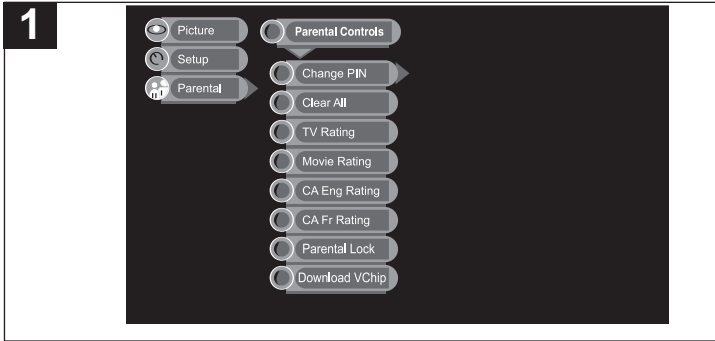 1
Picture
Setup
Parental
Parental Controls
Change PIN
Clear All
TV Rating
Movie Rating
CA Eng Rating
CA Fr Rating
Parental Lock
Download VChip